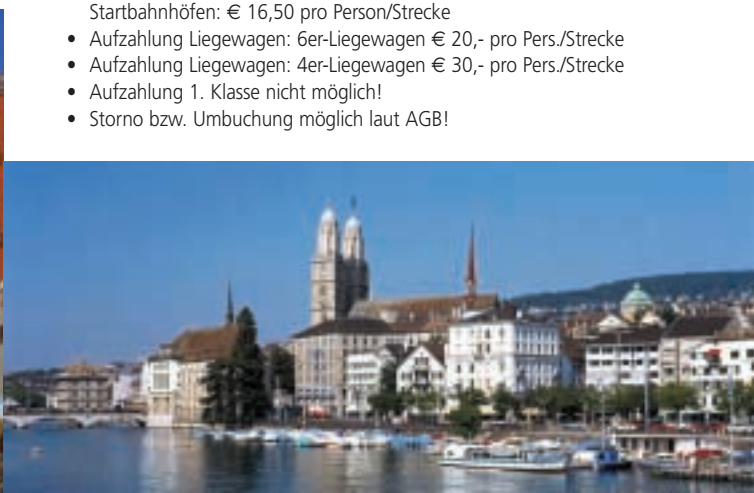 Startbahnhöfen: € 16,50 pro Person/Strecke
• Aufzahlung Liegewagen: 6er-Liegewagen € 20,- pro Pers./Strecke
• Aufzahlung Liegewagen: 4er-Liegewagen € 30,- pro Pers./Strecke
• Aufzahlung 1. Klasse nicht möglich!
• Storno bzw. Umbuchung möglich laut AGB!